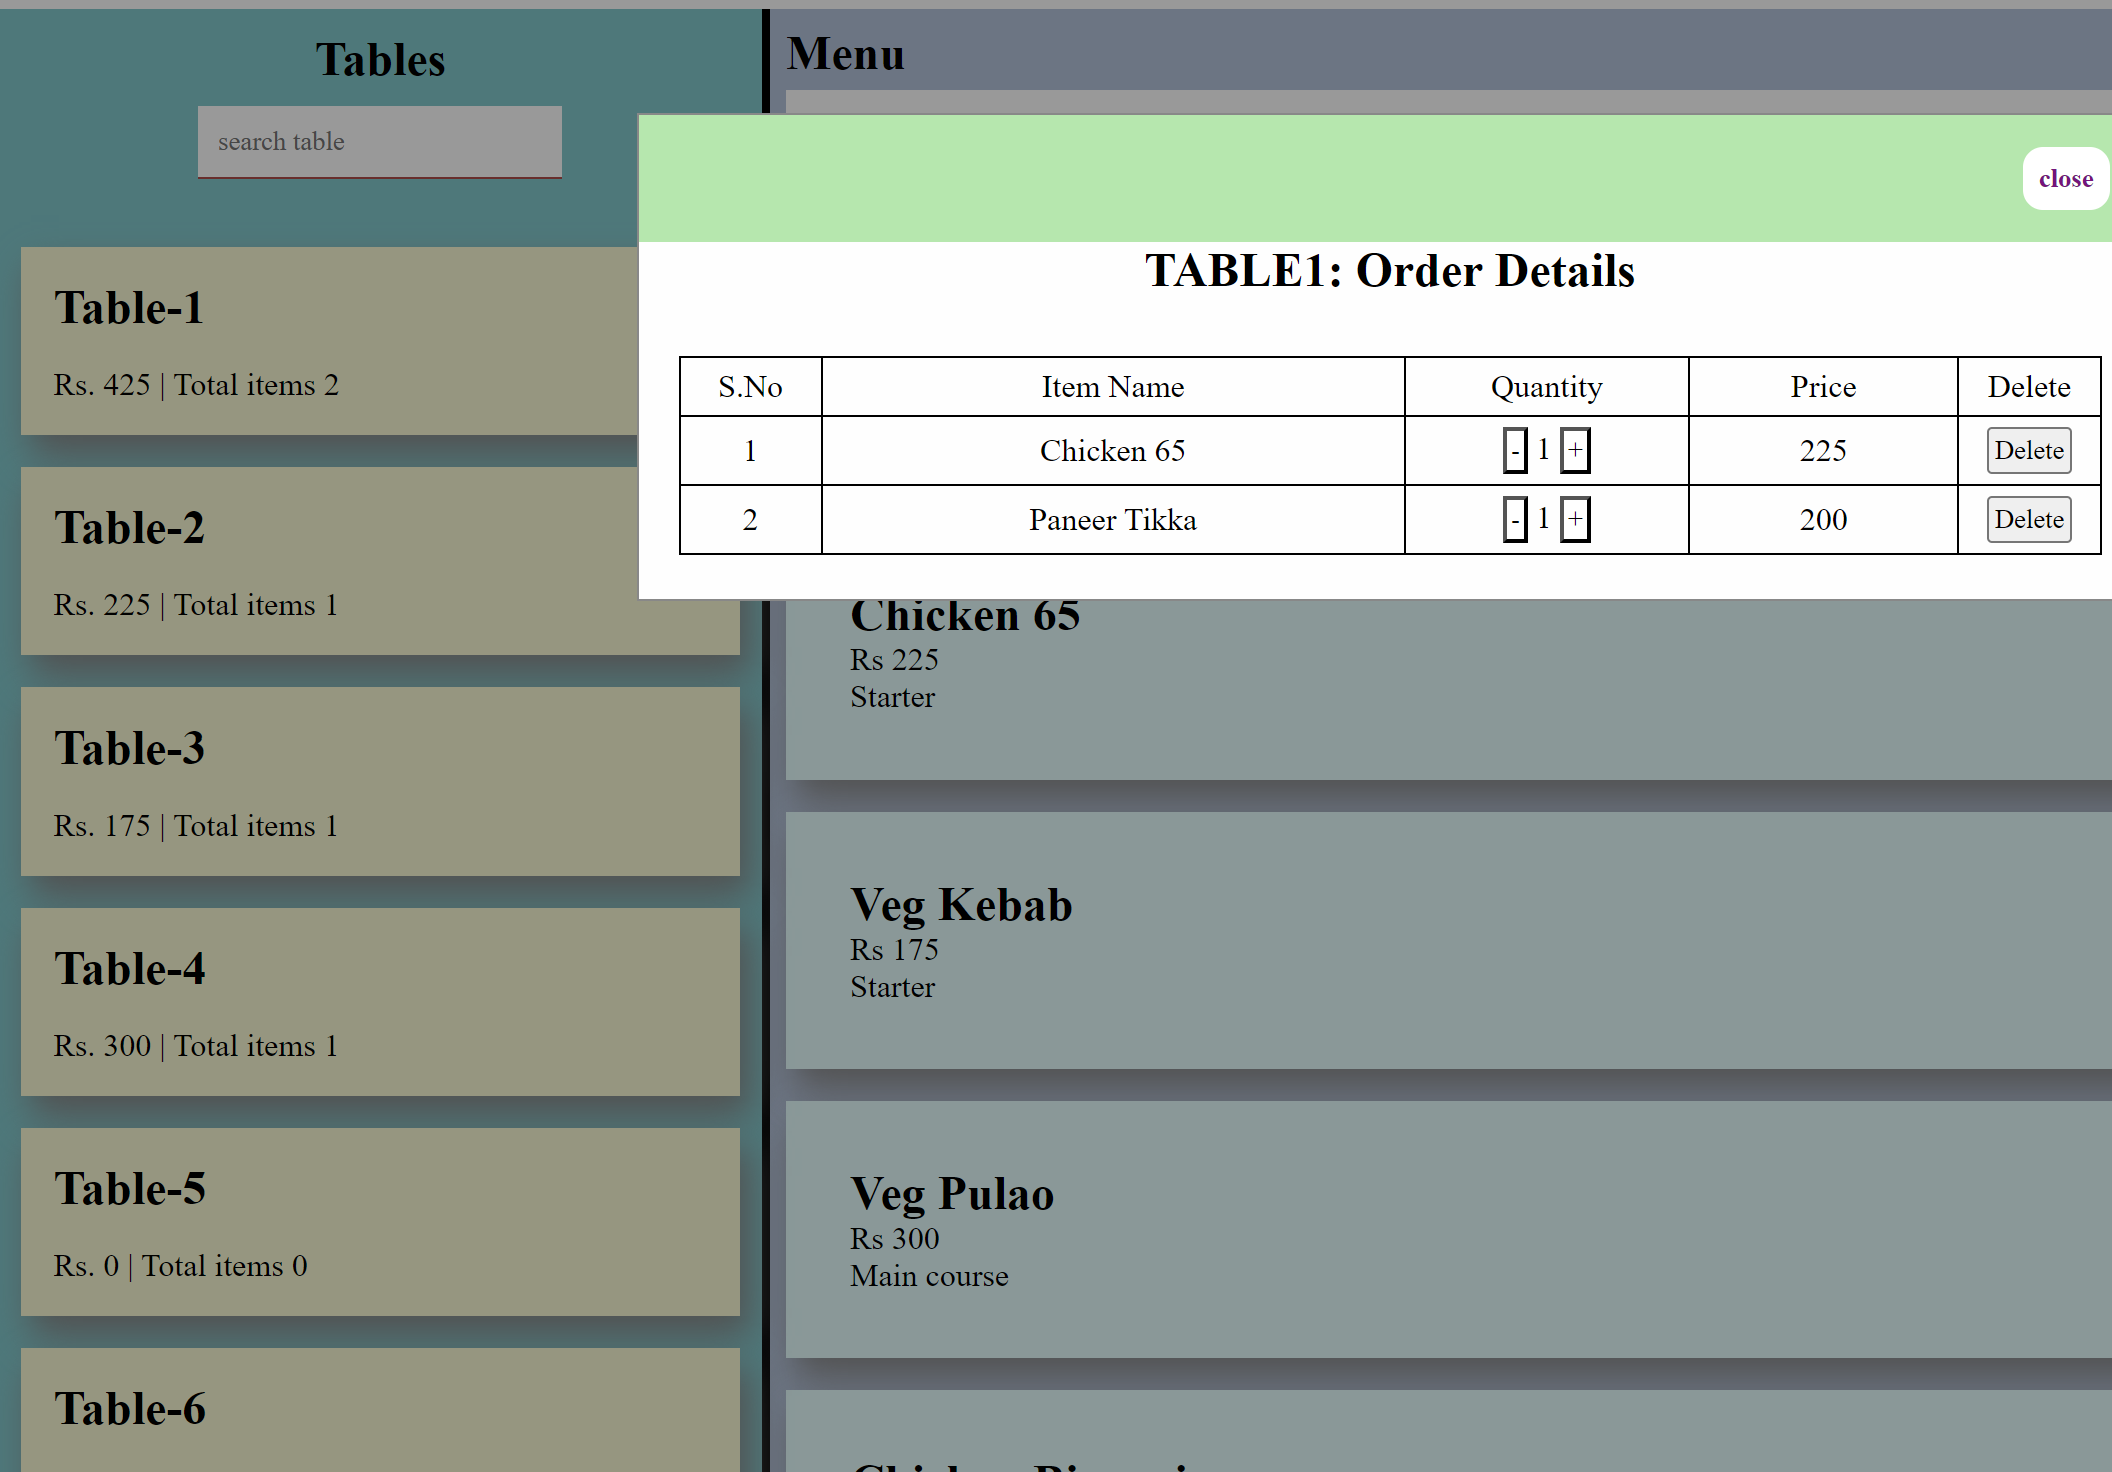 Tables
search table
Table-1
Rs. 425 | Total items 2
Table-2
Rs. 225 | Total items 1
Table-3
Rs. 175 | Total items 1
Table-4
Rs. 300 | Total items 1
Table-5
Rs. 0 | Total items 0
Table-6
Menu
close
TABLE1: Order Details
S.No Item Name Quantity Price Delete
1 Chicken 65 - 1 + 225 Delete
2 Paneer Tikka - 1 + 200 Delete
Chicken 65
Rs 225
Starter
Veg Kebab
Rs 175
Starter
Veg Pulao
Rs 300
Main course